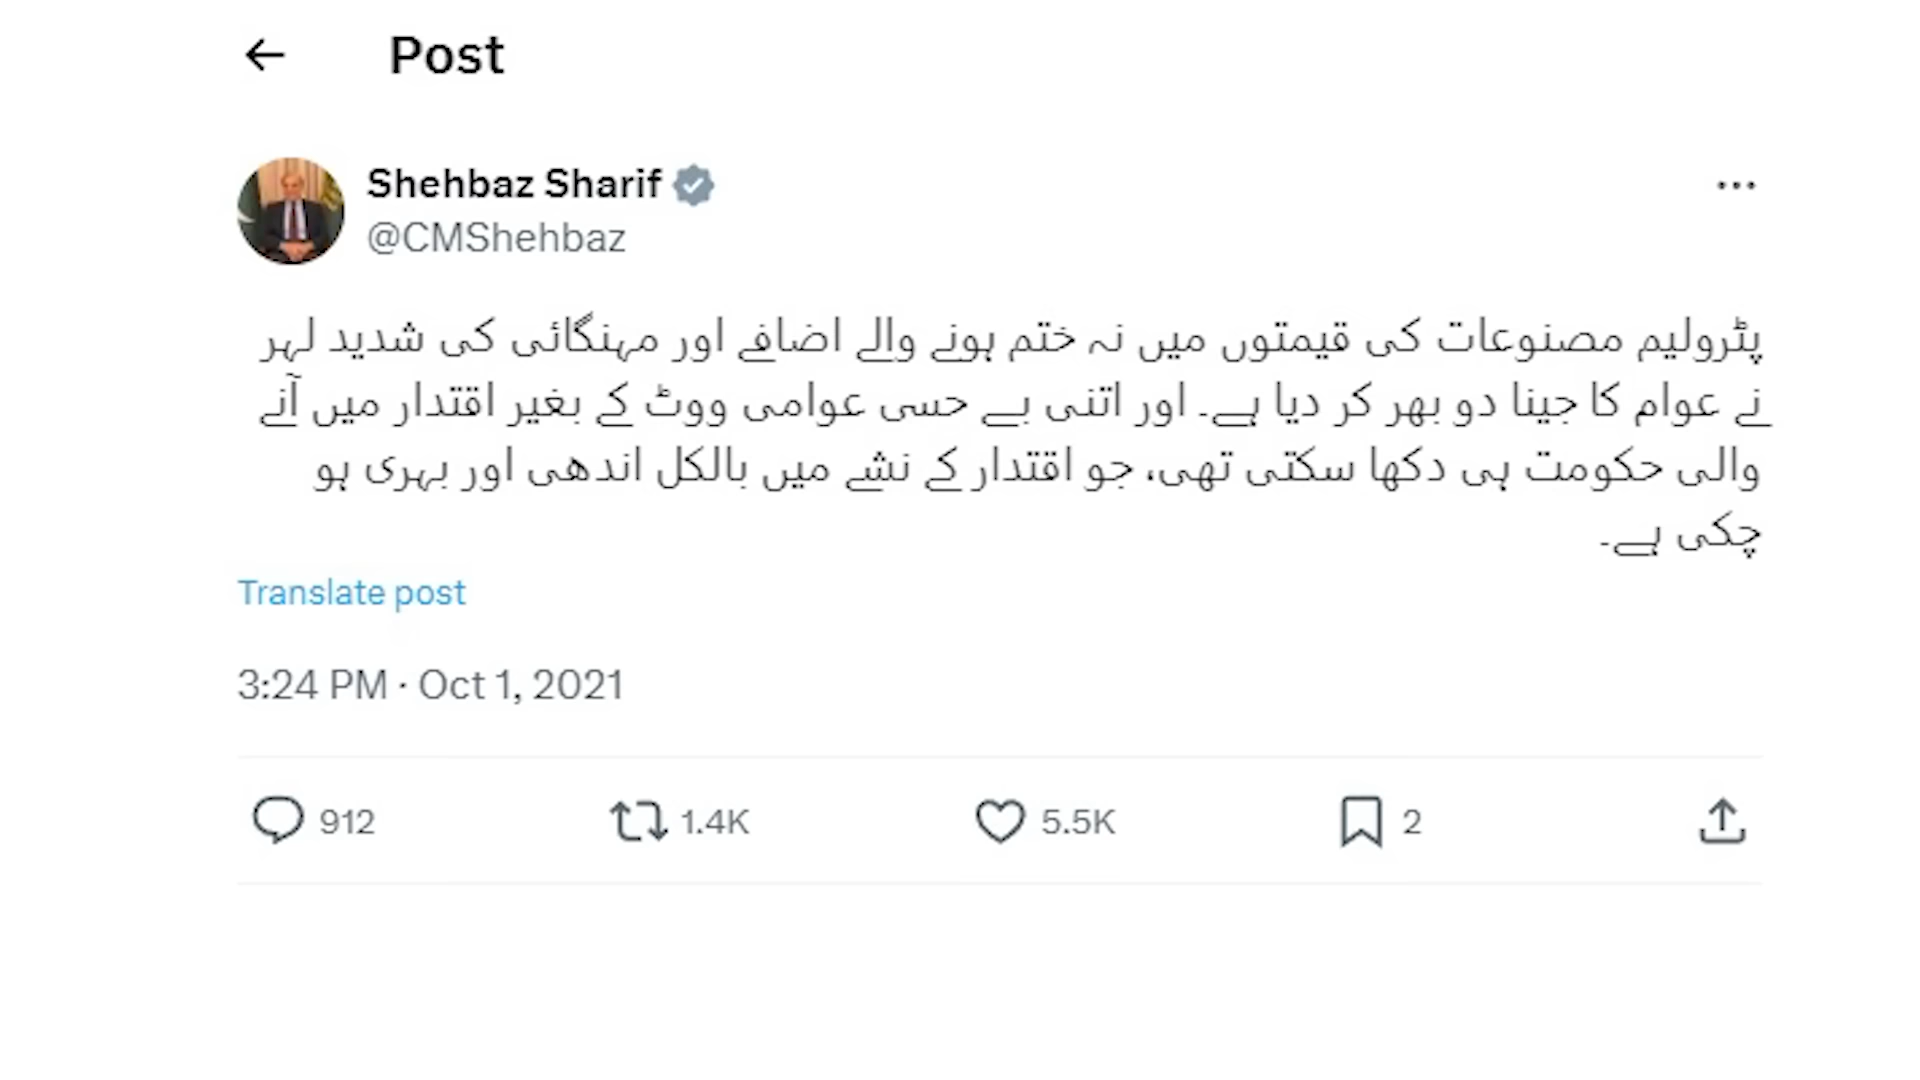 Post
Shehbaz Sharif
@CMShehbaz
پٹرولیم مصنوعات کی قیمتوں میں نہ ختم ہونے والے اضافے اور مہنگائی کی شدید لہر
نے عوام کا جینا دو بھر کر دیا ہے۔ اور اتنی بے حسی عوامی ووٹ کے بغیر اقتدار میں آنے
والی حکومت ہی دکھا سکتی تھی، جو اقتدار کے نشے میں بالکل اندھی اور بہری ہو
چکی ہے۔
Translate post
3:24 PM · Oct 1, 2021
912 1.4K 5.5K 2